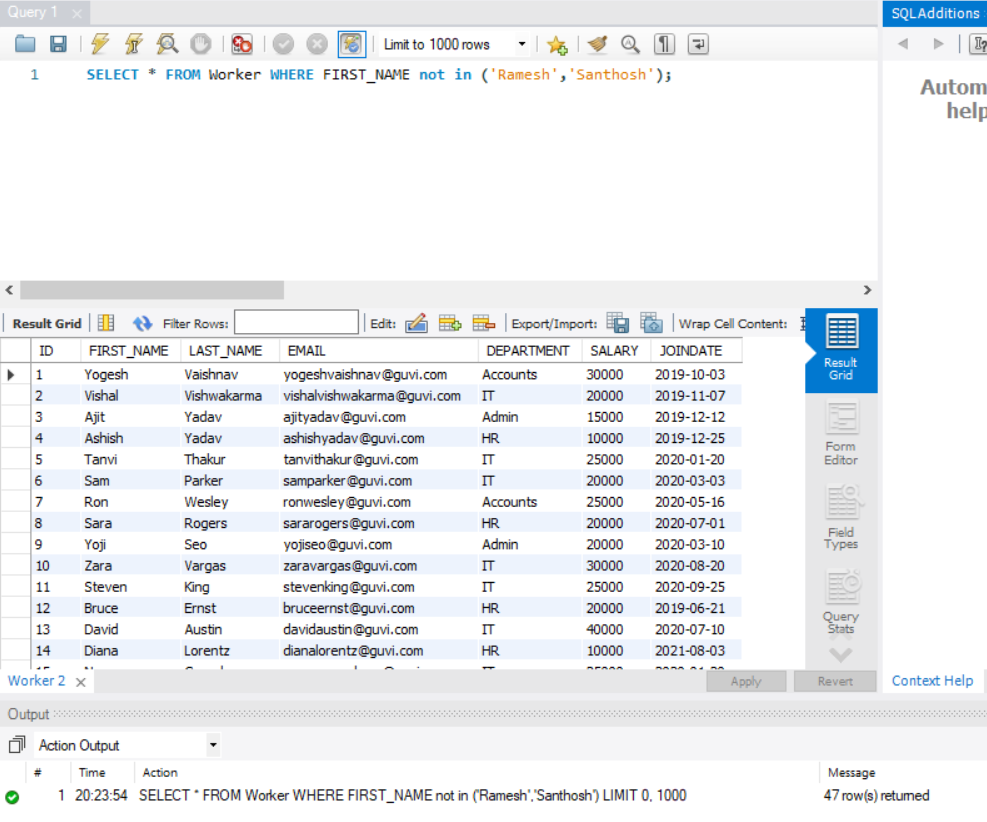 Query 1
SQLAdditions
Limit to 1000 rows
Autom
help
1 SELECT * FROM Worker WHERE FIRST_NAME not in ('Ramesh','Santhosh');
Result Grid Filter Rows: Edit: Export/Import: Wrap Cell Content:
ID FIRST_NAME LAST_NAME EMAIL DEPARTMENT SALARY JOINDATE
1 Yogesh Vaishnav yogeshvaishnav@guvi.com Accounts 30000 2019-10-03
2 Vishal Vishwakarma vishalvishwakarma@guvi.com IT 20000 2019-11-07
3 Ajit Yadav ajityadav@guvi.com Admin 15000 2019-12-12
4 Ashish Yadav ashishyadav@guvi.com HR 10000 2019-12-25
5 Tanvi Thakur tanvithakur@guvi.com IT 25000 2020-01-20
6 Sam Parker samparker@guvi.com IT 20000 2020-03-03
7 Ron Wesley ronwesley@guvi.com Accounts 25000 2020-05-16
8 Sara Rogers sararogers@guvi.com HR 20000 2020-07-01
9 Yoji Seo yojiseo@guvi.com Admin 20000 2020-03-10
10 Zara Vargas zaravargas@guvi.com IT 30000 2020-08-20
11 Steven King stevenking@guvi.com IT 25000 2020-09-25
12 Bruce Ernst bruceernst@guvi.com HR 20000 2019-06-21
13 David Austin davidaustin@guvi.com IT 40000 2020-07-10
14 Diana Lorentz dianalorentz@guvi.com HR 10000 2021-08-03
Result
Grid
Form
Editor
Field
Types
Query
Stats
Worker 2
Apply Revert
Context Help
Output
Action Output
# Time Action Message
1 20:23:54 SELECT * FROM Worker WHERE FIRST_NAME not in ('Ramesh','Santhosh') LIMIT 0, 1000 47 row(s) returned